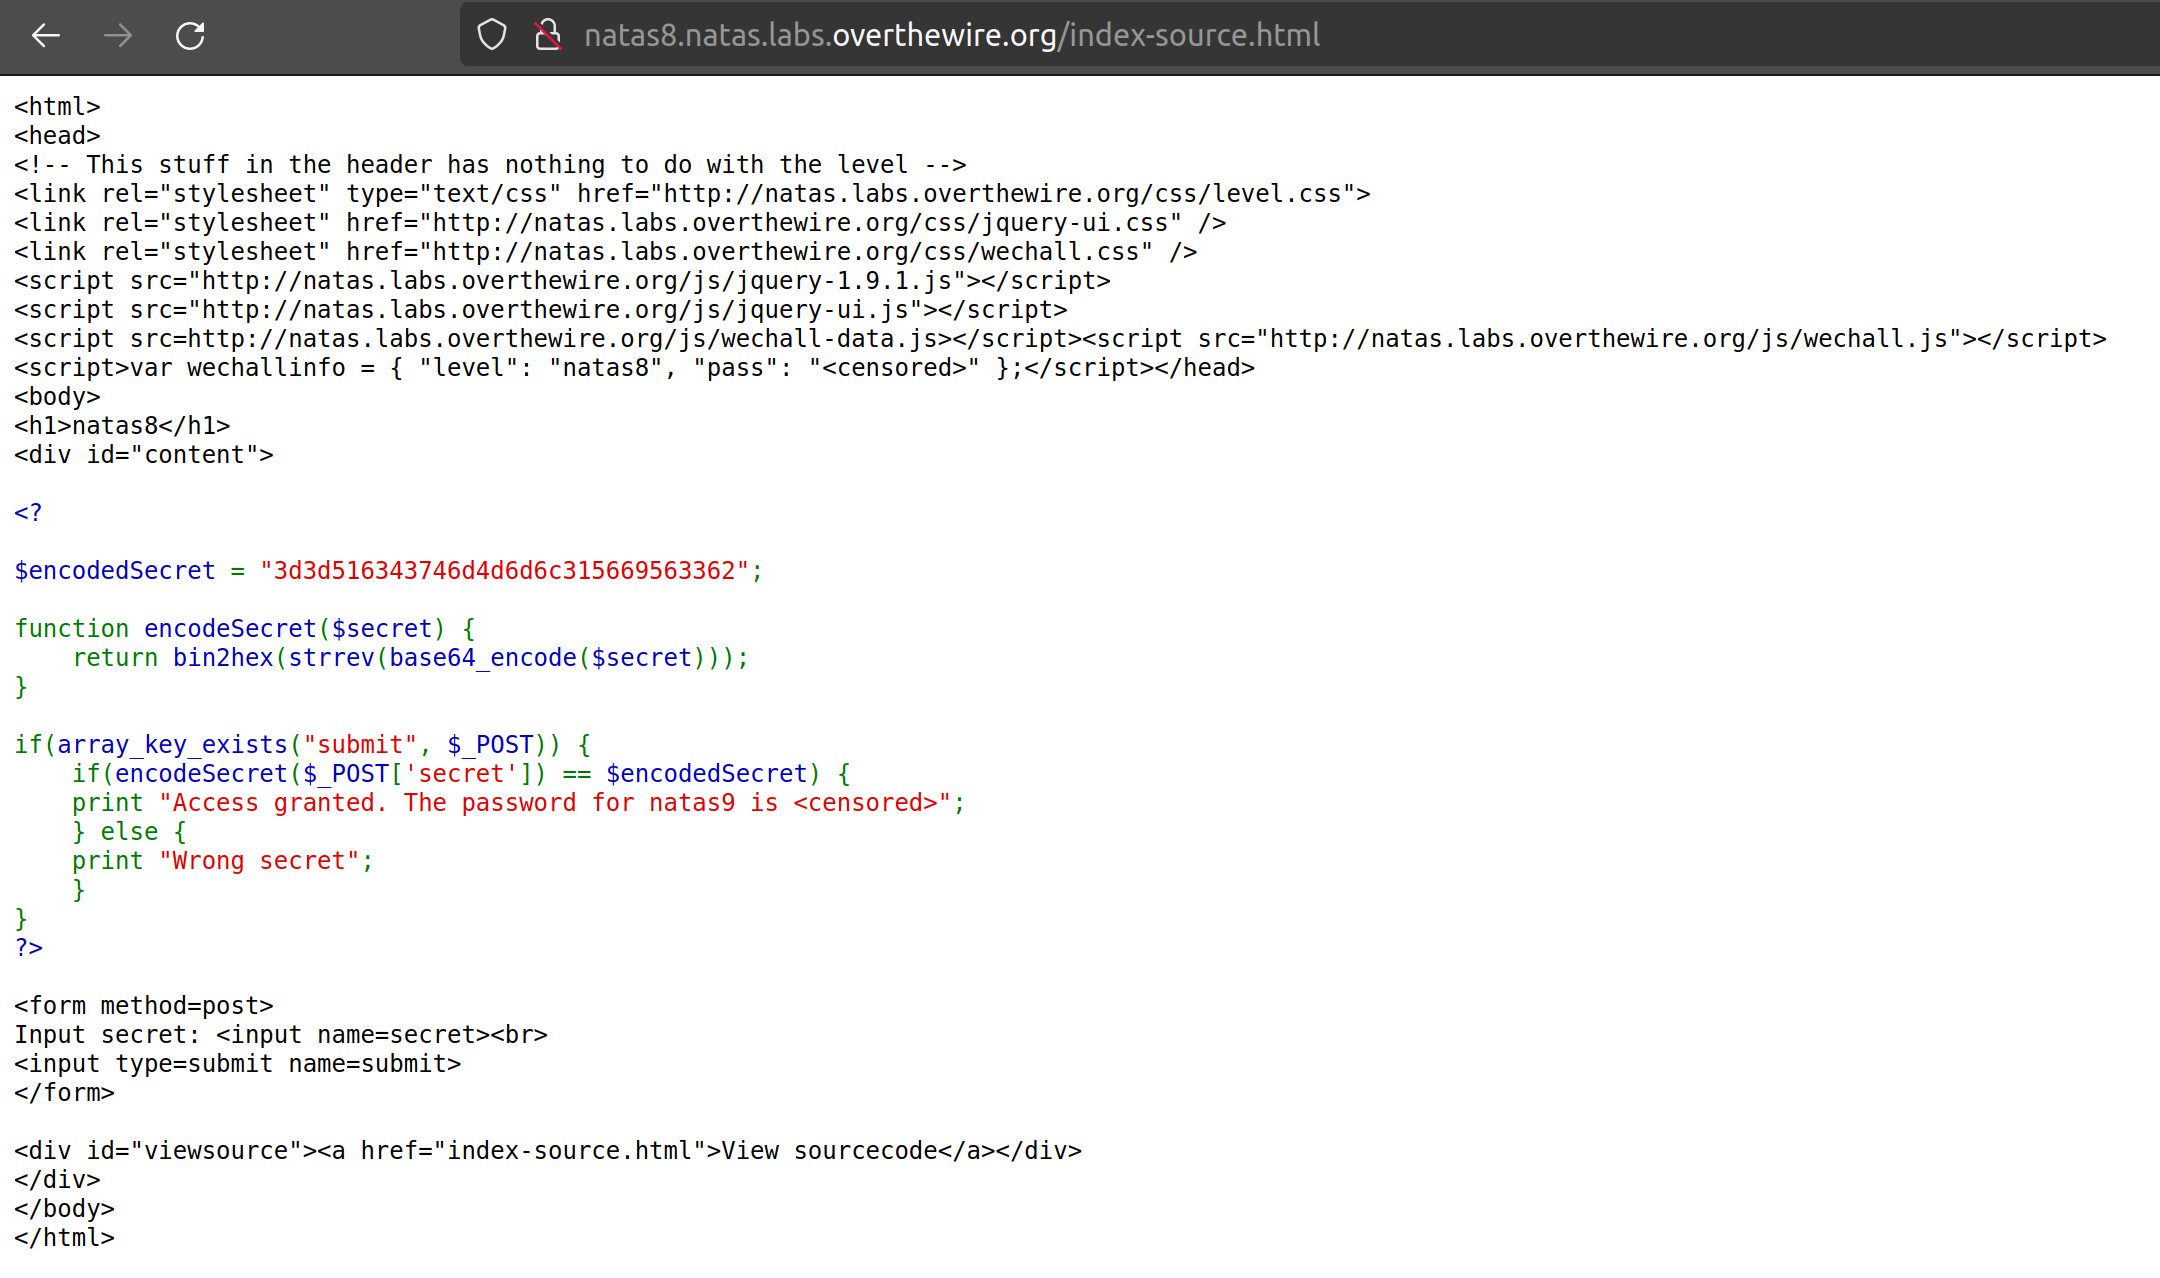 natas8.natas.labs.overthewire.org/index-source.html
<html>
<head>
<!-- This stuff in the header has nothing to do with the level -->
<link rel="stylesheet" type="text/css" href="http://natas.labs.overthewire.org/css/level.css">
<link rel="stylesheet" href="http://natas.labs.overthewire.org/css/jquery-ui.css" />
<link rel="stylesheet" href="http://natas.labs.overthewire.org/css/wechall.css" />
<script src="http://natas.labs.overthewire.org/js/jquery-1.9.1.js"></script>
<script src="http://natas.labs.overthewire.org/js/jquery-ui.js"></script>
<script src=http://natas.labs.overthewire.org/js/wechall-data.js></script><script src="http://natas.labs.overthewire.org/js/wechall.js"></script>
<script>var wechallinfo = { "level": "natas8", "pass": "<censored>" };</script></head>
<body>
<h1>natas8</h1>
<div id="content">
<?
$encodedSecret = "3d3d516343746d4d6d6c315669563362";
function encodeSecret($secret) {
    return bin2hex(strrev(base64_encode($secret)));
}
if(array_key_exists("submit", $_POST)) {
    if(encodeSecret($_POST['secret']) == $encodedSecret) {
    print "Access granted. The password for natas9 is <censored>";
    } else {
    print "Wrong secret";
    }
}
?>
<form method=post>
Input secret: <input name=secret><br>
<input type=submit name=submit>
</form>
<div id="viewsource"><a href="index-source.html">View sourcecode</a></div>
</div>
</body>
</html>